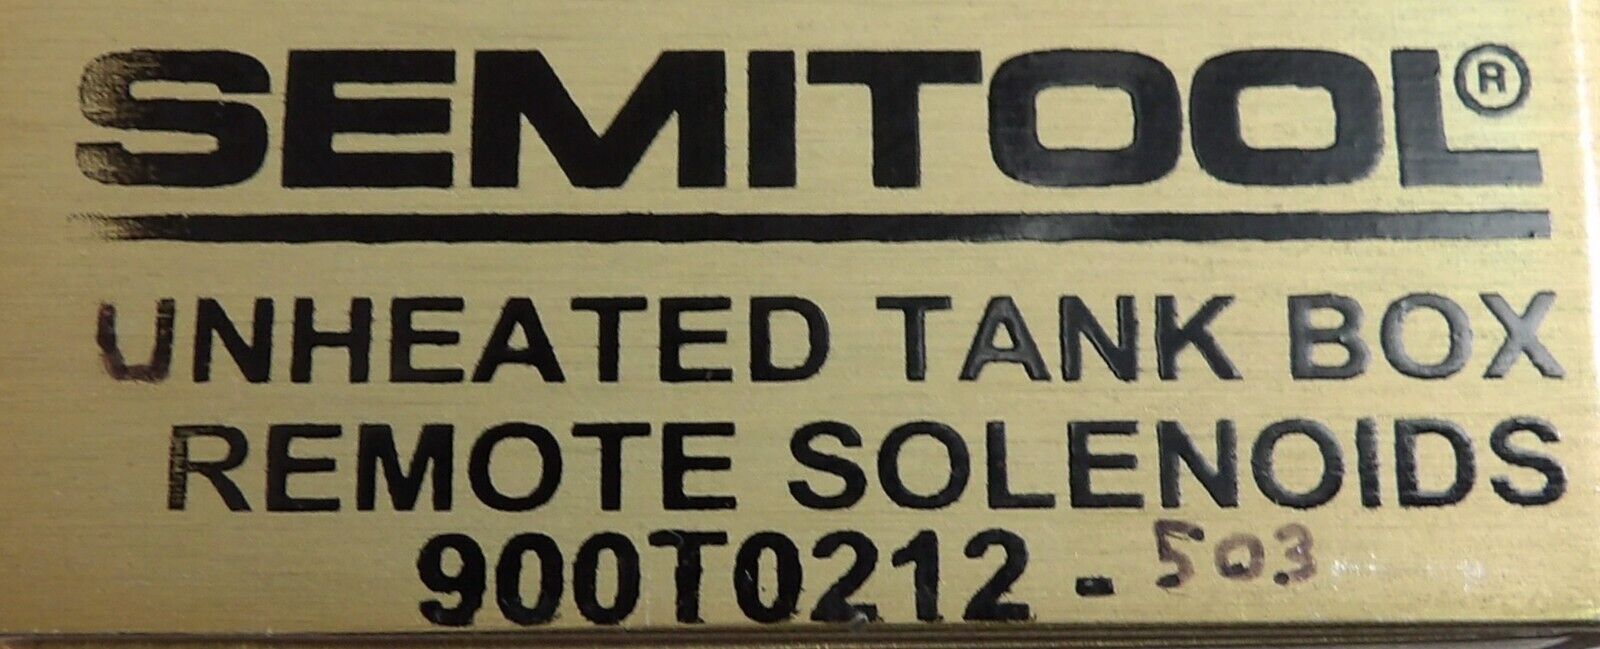 SEMITOOL®
UNHEATED TANK BOX
REMOTE SOLENOIDS
900T0212-503